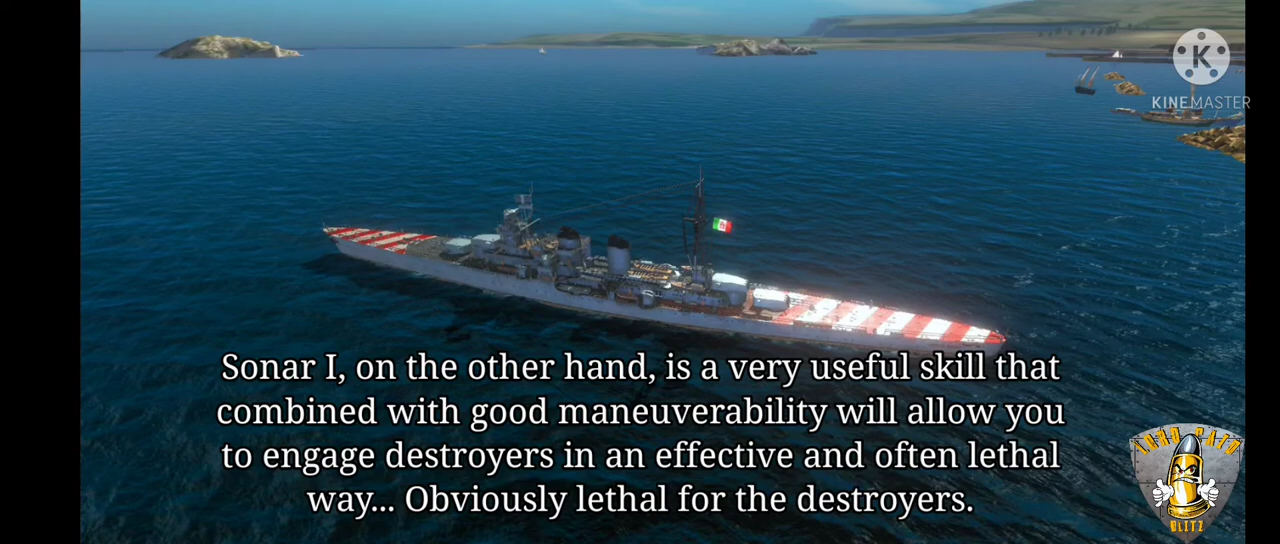 K
KINEMASTER
Sonar I, on the other hand, is a very useful skill that
combined with good maneuverability will allow you
to engage destroyers in an effective and often lethal
way... Obviously lethal for the destroyers.
BLITZ